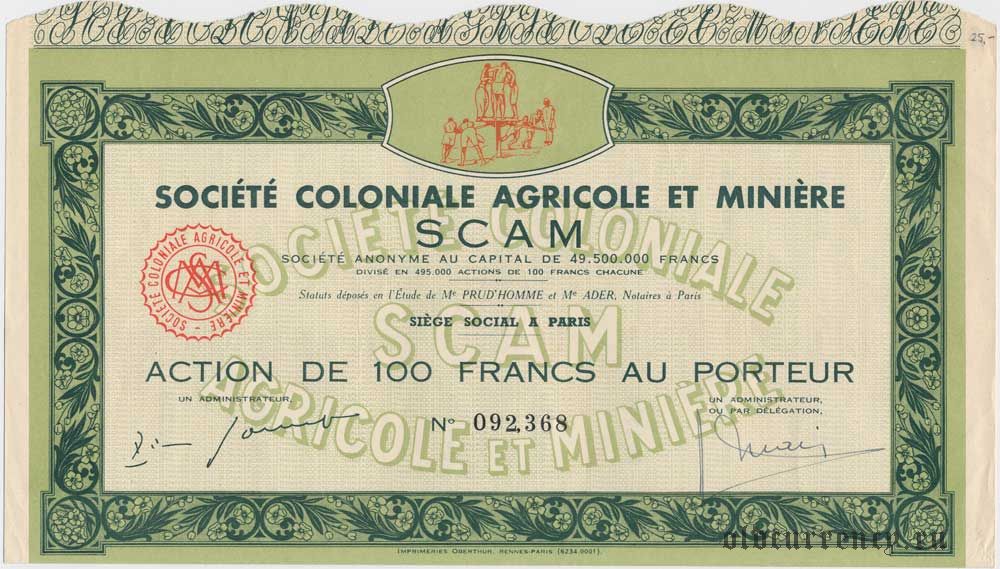 25,-
SOCIÉTÉ COLONIALE AGRICOLE ET MINIÈRE
SCAM
SOCIÉTÉ ANONYME AU CAPITAL DE 49.500.000 FRANCS
DIVISÉ EN 495.000 ACTIONS DE 100 FRANCS CHACUNE
Statuts déposés en l'Étude de Me PRUD'HOMME et Me ADER, Notaires à Paris
SIÈGE SOCIAL A PARIS
SOCIÉTÉ COLONIALE AGRICOLE ET MINIÈRE
SOCIÉTÉ COLONIALE
SCAM
AGRICOLE ET MINIÈRE
ACTION DE 100 FRANCS AU PORTEUR
UN ADMINISTRATEUR,
UN ADMINISTRATEUR,
OU PAR DÉLÉGATION,
No 092,368
IMPRIMERIES OBERTHUR, RENNES-PARIS (6234.0001).
oldcurrency.eu